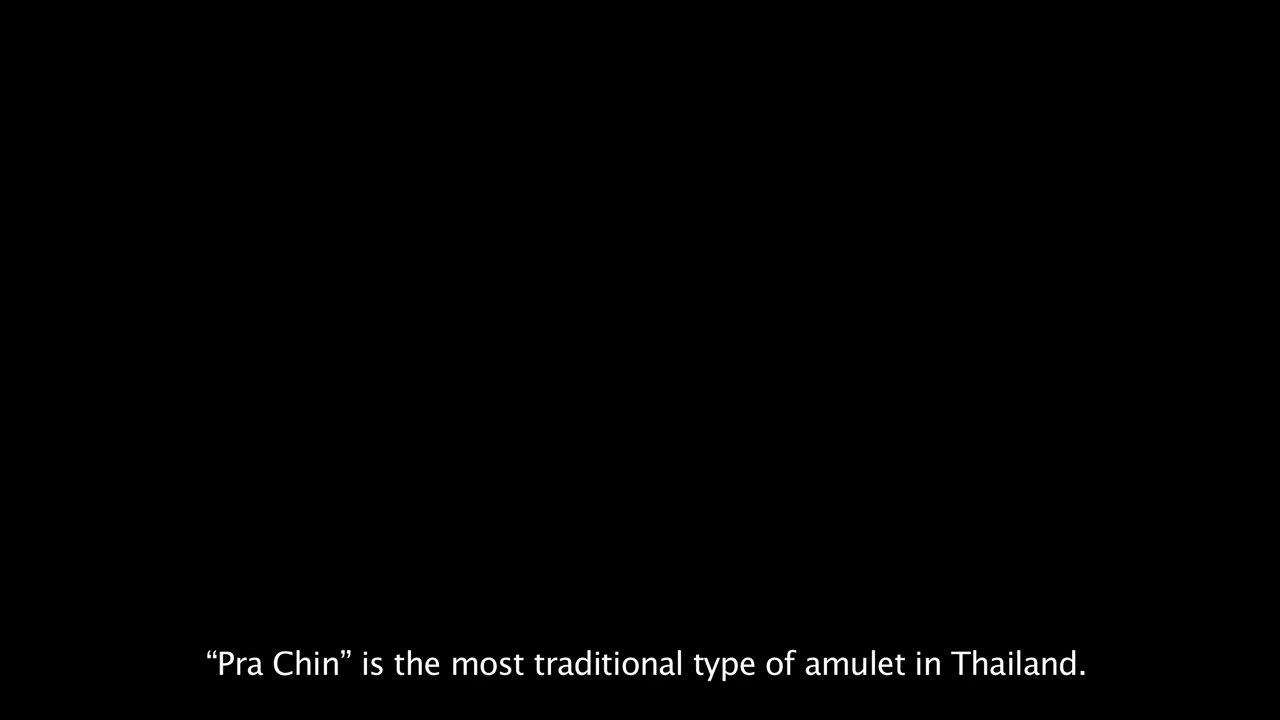 “Pra Chin” is the most traditional type of amulet in Thailand.